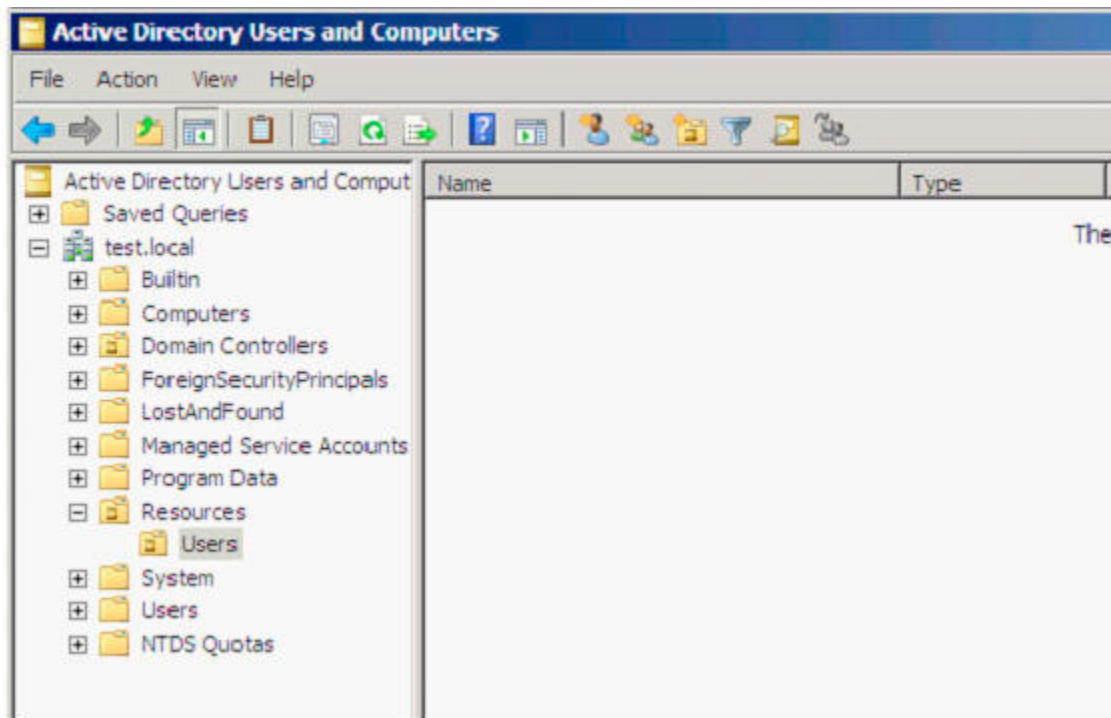 Active Directory Users and Computers
File Action View Help
Active Directory Users and Comput
Name Type
Saved Queries
The
test.local
Builtin
Computers
Domain Controllers
ForeignSecurityPrincipals
LostAndFound
Managed Service Accounts
Program Data
Resources
Users
System
Users
NTDS Quotas